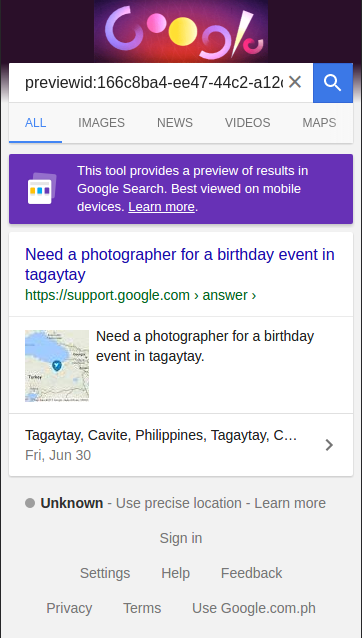 Google
previewid:166c8ba4-ee47-44c2-a12
ALL IMAGES NEWS VIDEOS MAPS
This tool provides a preview of results in
Google Search. Best viewed on mobile
devices. Learn more.
Need a photographer for a birthday event in
tagaytay
https://support.google.com › answer ›
Need a photographer for a birthday
event in tagaytay.
Turkey
Tagaytay, Cavite, Philippines, Tagaytay, C...
Fri, Jun 30
Unknown - Use precise location - Learn more
Sign in
Settings Help Feedback
Privacy Terms Use Google.com.ph